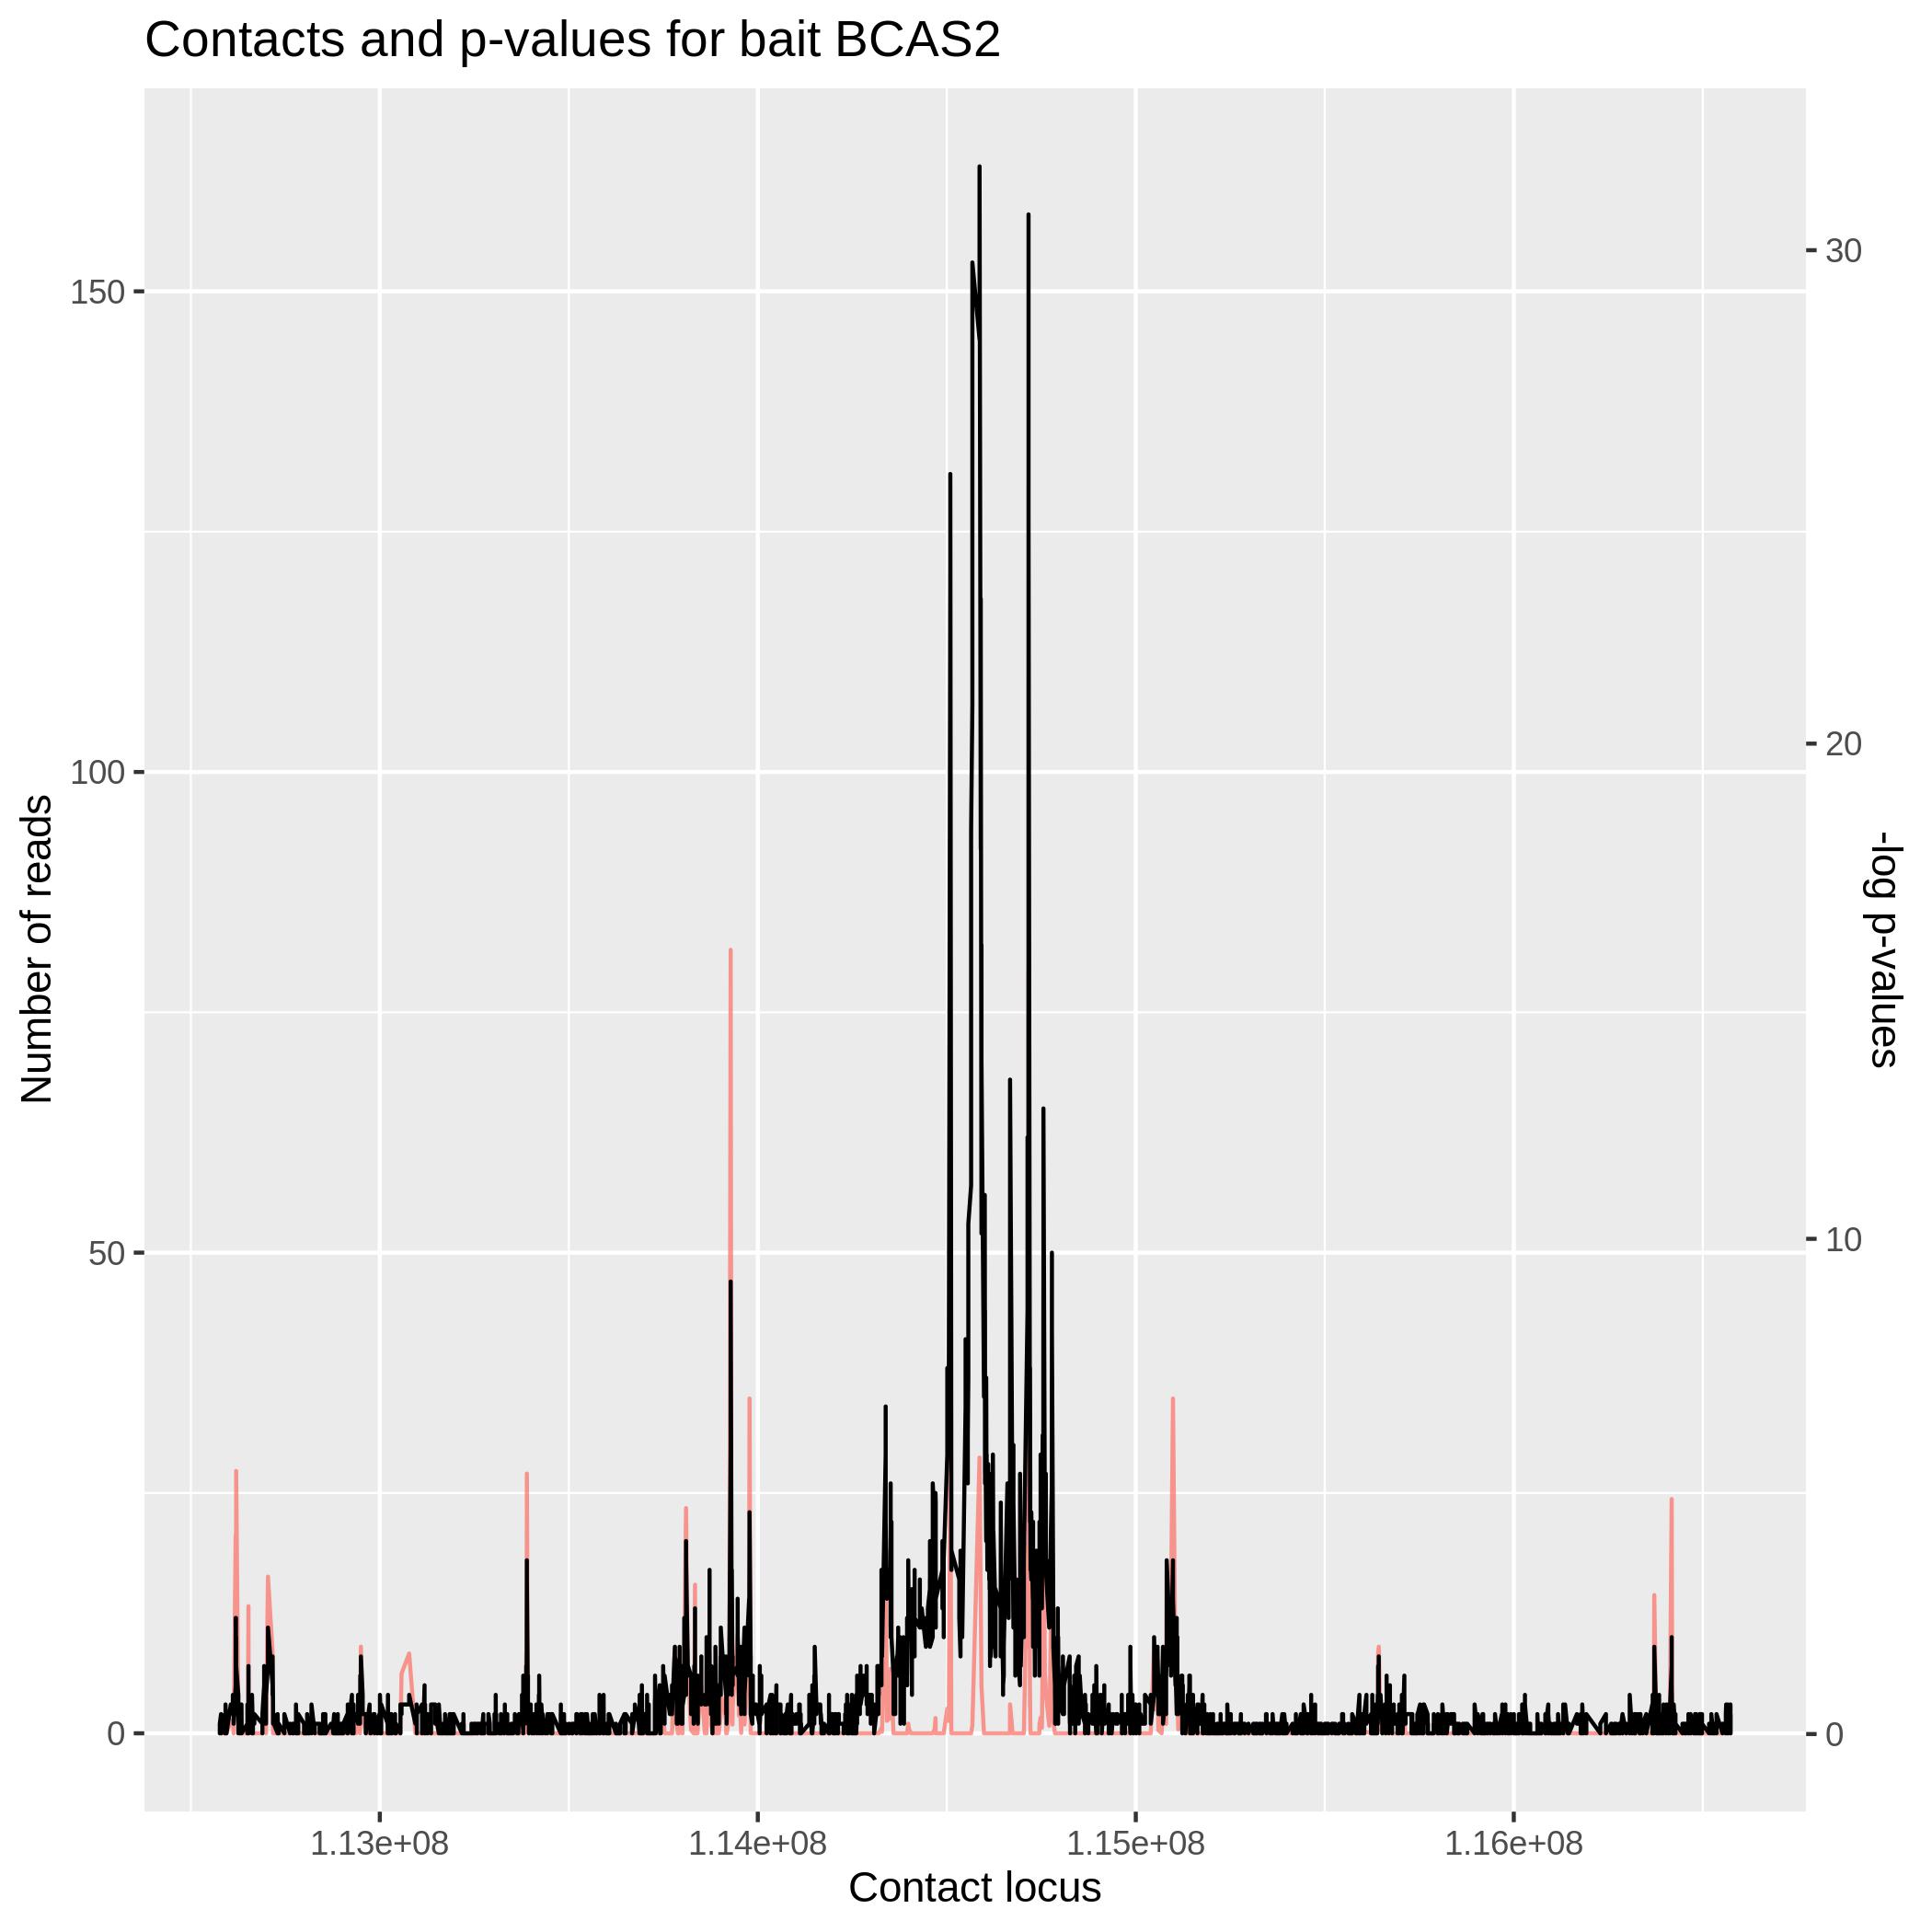 Contacts and p-values for bait BCAS2
150
100
50
0
Number of reads
30
20
10
0
-log p-values
1.13e+08
1.14e+08
1.15e+08
1.16e+08
Contact locus